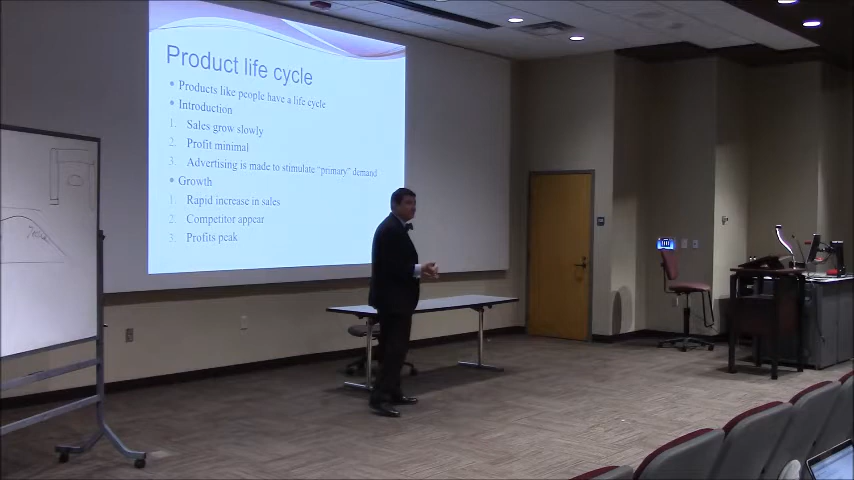 Product life cycle
• Products like people have a life cycle
• Introduction
1. Sales grow slowly
2. Profit minimal
3. Advertising is made to stimulate "primary" demand
• Growth
1. Rapid increase in sales
2. Competitor appear
3. Profits peak